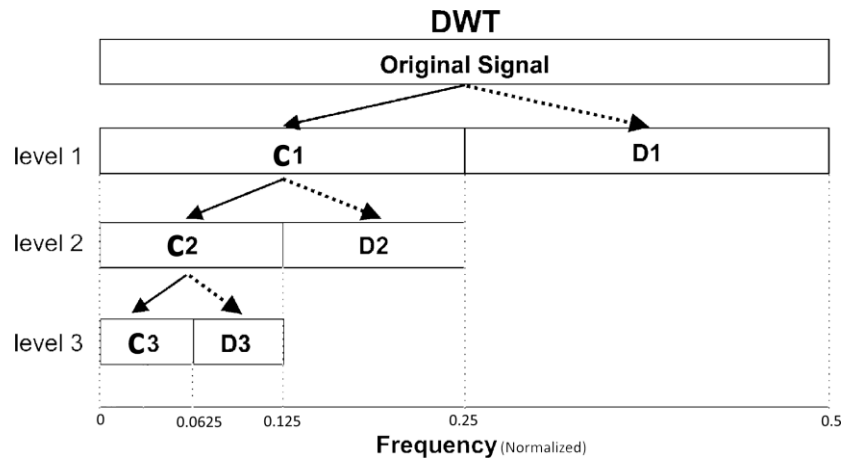 DWT
Original Signal
level 1
C1
D1
level 2
C2
D2
level 3
C3
D3
0
0.0625
0.125
0.25
0.5
Frequency (Normalized)